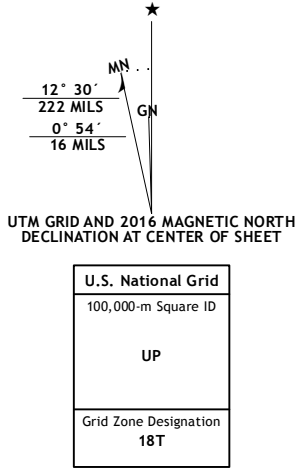 ★
MN
GN
12° 30´
222 MILS
0° 54´
16 MILS
UTM GRID AND 2016 MAGNETIC NORTH
DECLINATION AT CENTER OF SHEET
U.S. National Grid
100,000-m Square ID
UP
Grid Zone Designation
18T